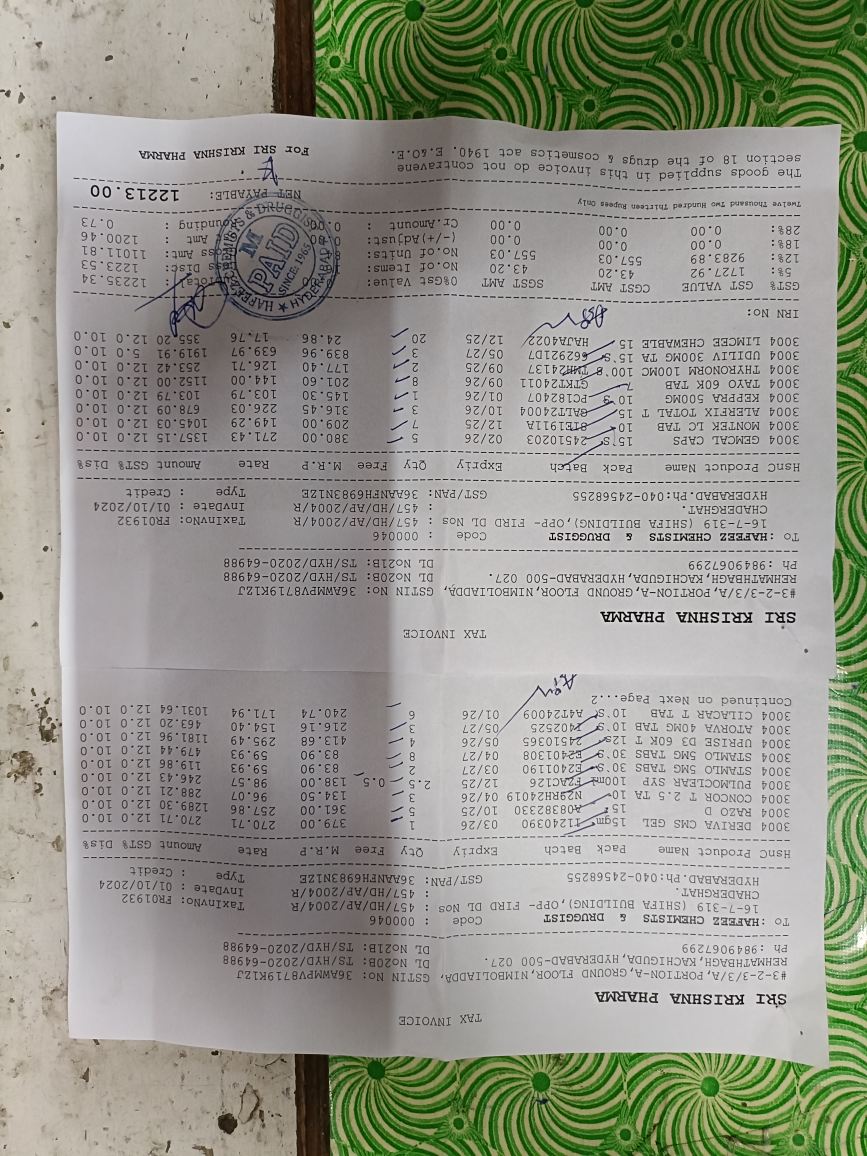 TAX INVOICE
SRI KRISHNA PHARMA
#3-2-3/3/A, PORTION-A, GROUND FLOOR, NIMBOLIADDA, GSTIN No: 36AWMPV8719K1ZJ
REHMATHBAGH, KACHIGUDA, HYDERABAD-500 027. DL No20B: TS/HYD/2020-64988
Ph :9849067299 DL No21B: TS/HYD/2020-64988
To :HAFEEZ CHEMISTS & DRUGGIST Code : 000046
16-7-319 (SHIFA BUILDING),OPP- FIRD DL Nos : 457/HD/AP/2004/R TaxInvNo: FR01932
CHADERGHAT. : 457/HD/AP/2004/R InvDate : 01/10/2024
HYDERABAD.Ph:040-24568255 GST/PAN: 36AANFH6983N1ZE Type : Credit
HsnC Product Name Pack Batch Expriy Qty Free M.R.P Rate Amount GST% Dis%
3004 DERIVA CMS GEL 15gm 11240390 03/26 1 379.00 270.71 270.71 12.0 10.0
3004 RAZO D 15 A0382330 10/25 5 361.00 257.86 1289.30 12.0 10.0
3004 CONCOR T 2.5 TA 10 N29RH24019 04/26 3 134.50 96.07 288.21 12.0 10.0
3004 PULMOCLEAR SYP 100ml PZAC1126 12/25 2.5 0.5 138.00 98.57 246.43 12.0 10.0
3004 STAMLO 5MG TABS 30'S E2401190 03/27 2 83.90 59.93 119.86 12.0 10.0
3004 STAMLO 5MG TABS 30'S E2401308 04/27 8 83.90 59.93 479.44 12.0 10.0
3004 UPRISE D3 60K T 12s 24510365 05/26 4 413.68 295.49 1181.96 12.0 10.0
3004 ATORVA 40MG TAB 10'S I402525 05/27 3 216.16 154.40 463.20 12.0 10.0
3004 CILACAR T TAB 10'S A4T24009 01/26 6 240.74 171.94 1031.64 12.0 10.0
Continued on Next Page...2
TAX INVOICE
SRI KRISHNA PHARMA
#3-2-3/3/A, PORTION-A, GROUND FLOOR, NIMBOLIADDA, GSTIN No: 36AWMPV8719K1ZJ
REHMATHBAGH, KACHIGUDA, HYDERABAD-500 027. DL No20B: TS/HYD/2020-64988
Ph :9849067299 DL No21B: TS/HYD/2020-64988
To :HAFEEZ CHEMISTS & DRUGGIST Code : 000046
16-7-319 (SHIFA BUILDING),OPP- FIRD DL Nos : 457/HD/AP/2004/R TaxInvNo: FR01932
CHADERGHAT. : 457/HD/AP/2004/R InvDate : 01/10/2024
HYDERABAD.Ph:040-24568255 GST/PAN: 36AANFH6983N1ZE Type : Credit
HsnC Product Name Pack Batch Expriy Qty Free M.R.P Rate Amount GST% Dis%
3004 GEMCAL CAPS 15'S 24510203 02/26 5 380.00 271.43 1357.15 12.0 10.0
3004 MONTEK LC TAB 10 SIE1911A 12/25 7 209.00 149.29 1045.03 12.0 10.0
3004 ALERFIX TOTAL T 15 GALT24004 10/26 3 316.45 226.03 678.09 12.0 10.0
3004 KEPPRA 500MG 10'S PC182407 01/26 1 145.30 103.79 103.79 12.0 10.0
3004 TAYO 60K TAB GTKT24011 09/26 8 201.60 144.00 1152.00 12.0 10.0
3004 THYRONORM 100MC 100'S TMH24137 09/25 2 177.40 126.71 253.42 12.0 10.0
3004 UDILIV 300MG TA 15'S 66292LD7 05/27 3 839.96 639.97 1919.91 5.0 10.0
3004 LIMCEE CHEWABLE 15 HAJA4022 12/25 20 24.86 17.76 355.20 12.0 10.0
IRN No:
GST% GST VALUE CGST AMT SGST AMT 0%Gst Value: 12235.34
5%: 1727.92 43.20 43.20 No.of Items: Less Disc: 1223.53
12%: 9283.89 557.03 557.03 No.of Units: Gross Amt: 11011.81
18%: 0.00 0.00 0.00 (-/+)Adjust: 0.00 Amt : 1200.46
28%: 0.00 0.00 0.00 Cr.Amount : 0.00 Rounding : 0.73
Twelve Thousand Two Hundred Thirteen Rupees Only
NET PAYABLE: 12213.00
The goods supplied in this invoice do not contravene
section 18 of the drugs & cosmetics act 1940. E.&O.E.
For SRI KRISHNA PHARMA
HAFEEZ CHEMISTS & DRUGGIST
M
PAID
SINCE: 1965
★ HYDERABAD ★